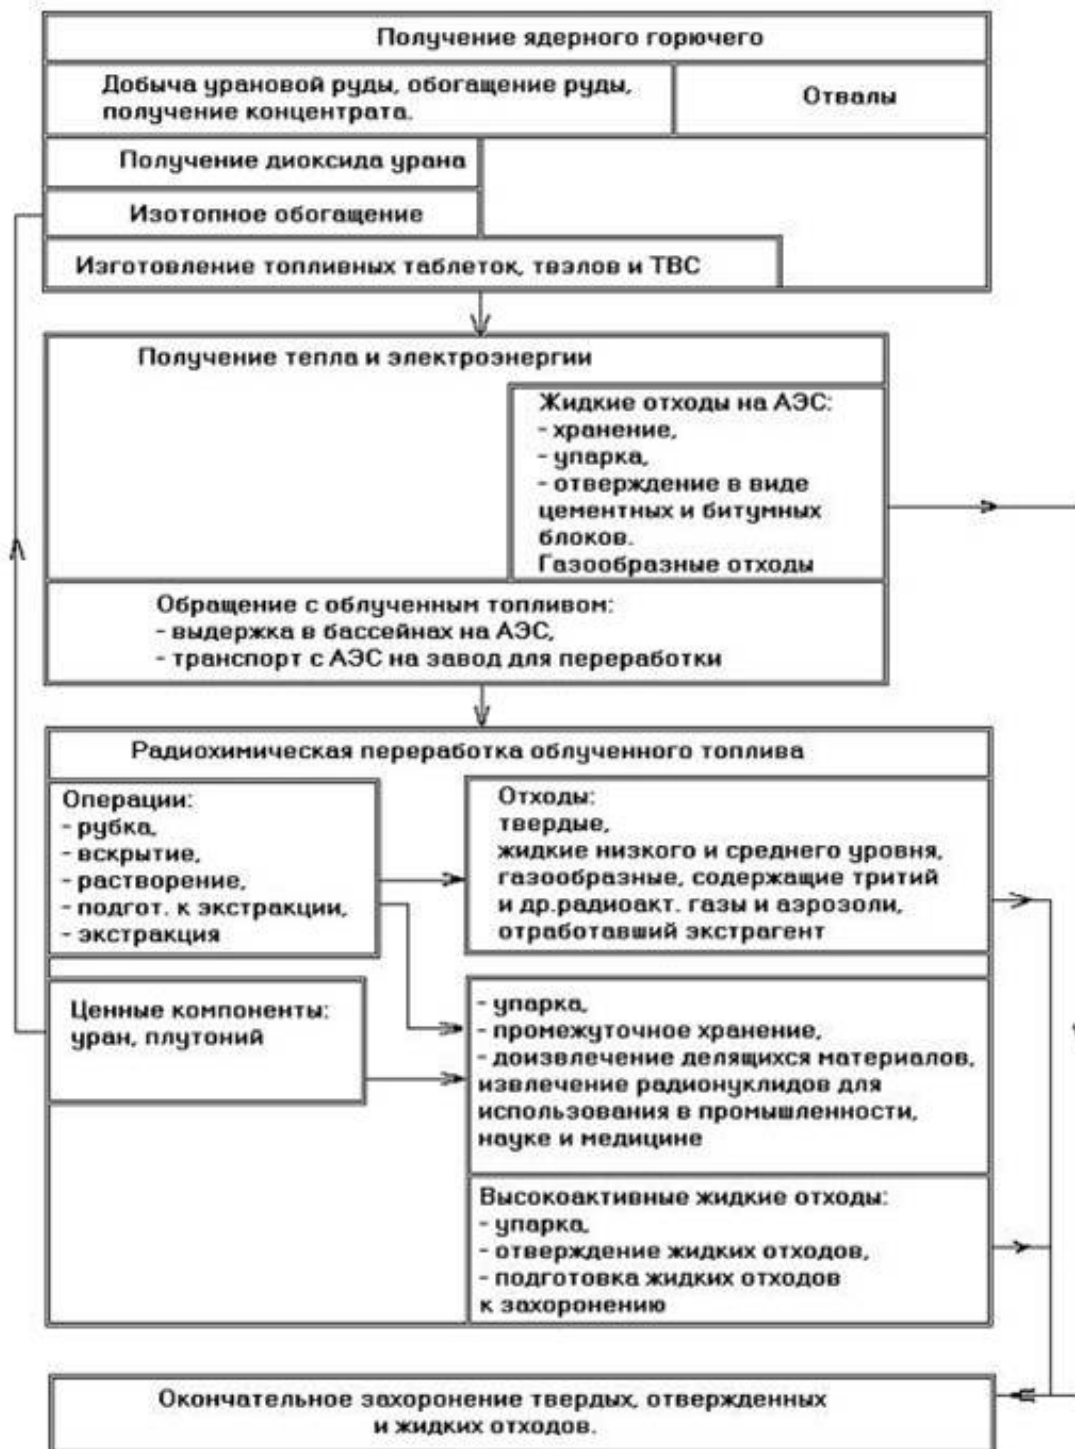 Получение ядерного горючего
Добыча урановой руды, обогащение руды,
получение концентрата.
Отвалы
Получение диоксида урана
Изотопное обогащение
Изготовление топливных таблеток, твэлов и ТВС
Получение тепла и электроэнергии
Жидкие отходы на АЭС:
- хранение,
- упарка,
- отверждение в виде
цементных и битумных
блоков.
Газообразные отходы
Обращение с облученным топливом:
- выдержка в бассейнах на АЭС,
- транспорт с АЭС на завод для переработки
Радиохимическая переработка облученного топлива
Операции:
- рубка,
- вскрытие,
- растворение,
- подгот. к экстракции,
- экстракция
Отходы:
твердые,
жидкие низкого и среднего уровня,
газообразные, содержащие тритий
и др.радиоакт. газы и аэрозоли,
отработавший экстрагент
Ценные компоненты:
уран, плутоний
- упарка,
- промежуточное хранение,
- доизвлечение делящихся материалов,
извлечение радионуклидов для
использования в промышленности,
науке и медицине
Высокоактивные жидкие отходы:
- упарка,
- отверждение жидких отходов,
- подготовка жидких отходов
к захоронению
Окончательное захоронение твердых, отвержденных
и жидких отходов.